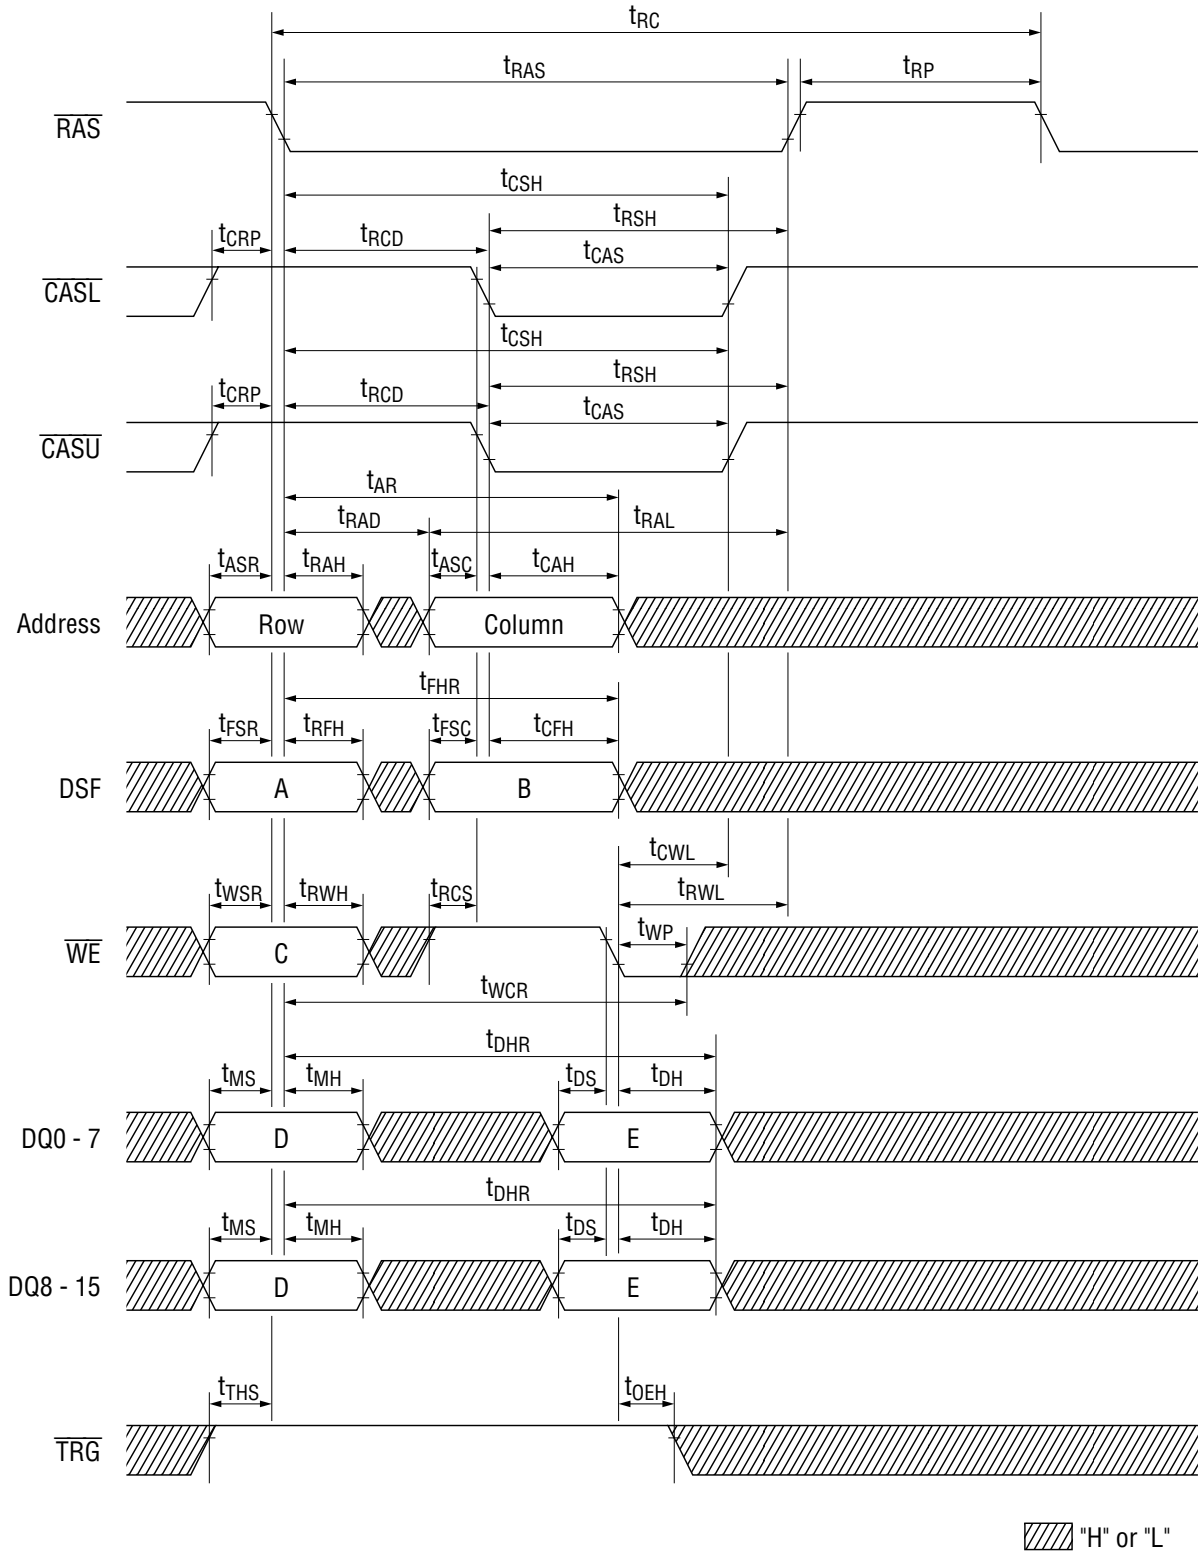 tRC
tRAS tRP
RAS
tCSH
tRSH
tCRP tRCD
tCAS
CASL
tCSH
tRSH
tCRP tRCD
tCAS
CASU
tAR
tRAD tRAL
tASR tRAH tASC tCAH
Address Row Column
tFHR
tFSR tRFH tFSC tCFH
DSF A B
tCWL
tWSR tRWH tRCS tRWL
tWP
WE C
tWCR
tDHR
tMS tMH tDS tDH
DQ0 - 7 D E
tDHR
tMS tMH tDS tDH
DQ8 - 15 D E
tTHS tOEH
TRG
"H" or "L"